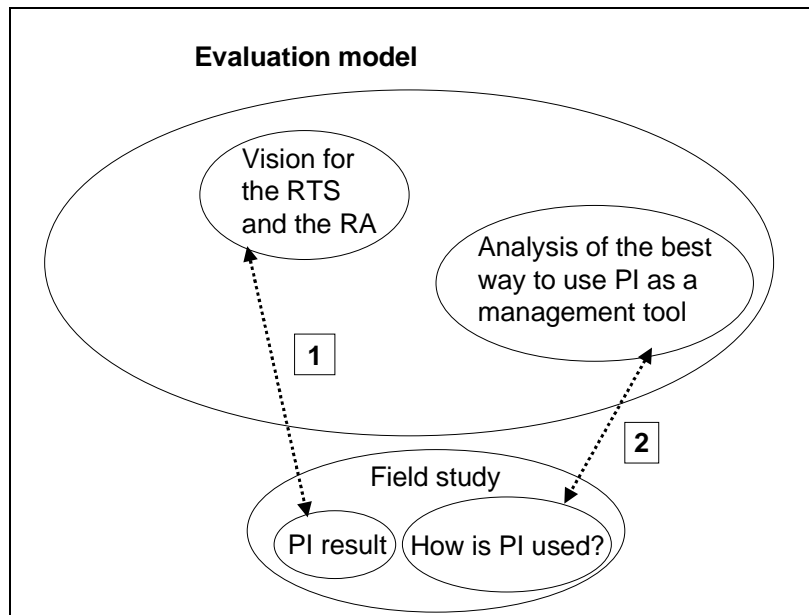 Evaluation model
Vision for
the RTS
and the RA
Analysis of the best
way to use PI as a
management tool
1
2
Field study
PI result
How is PI used?